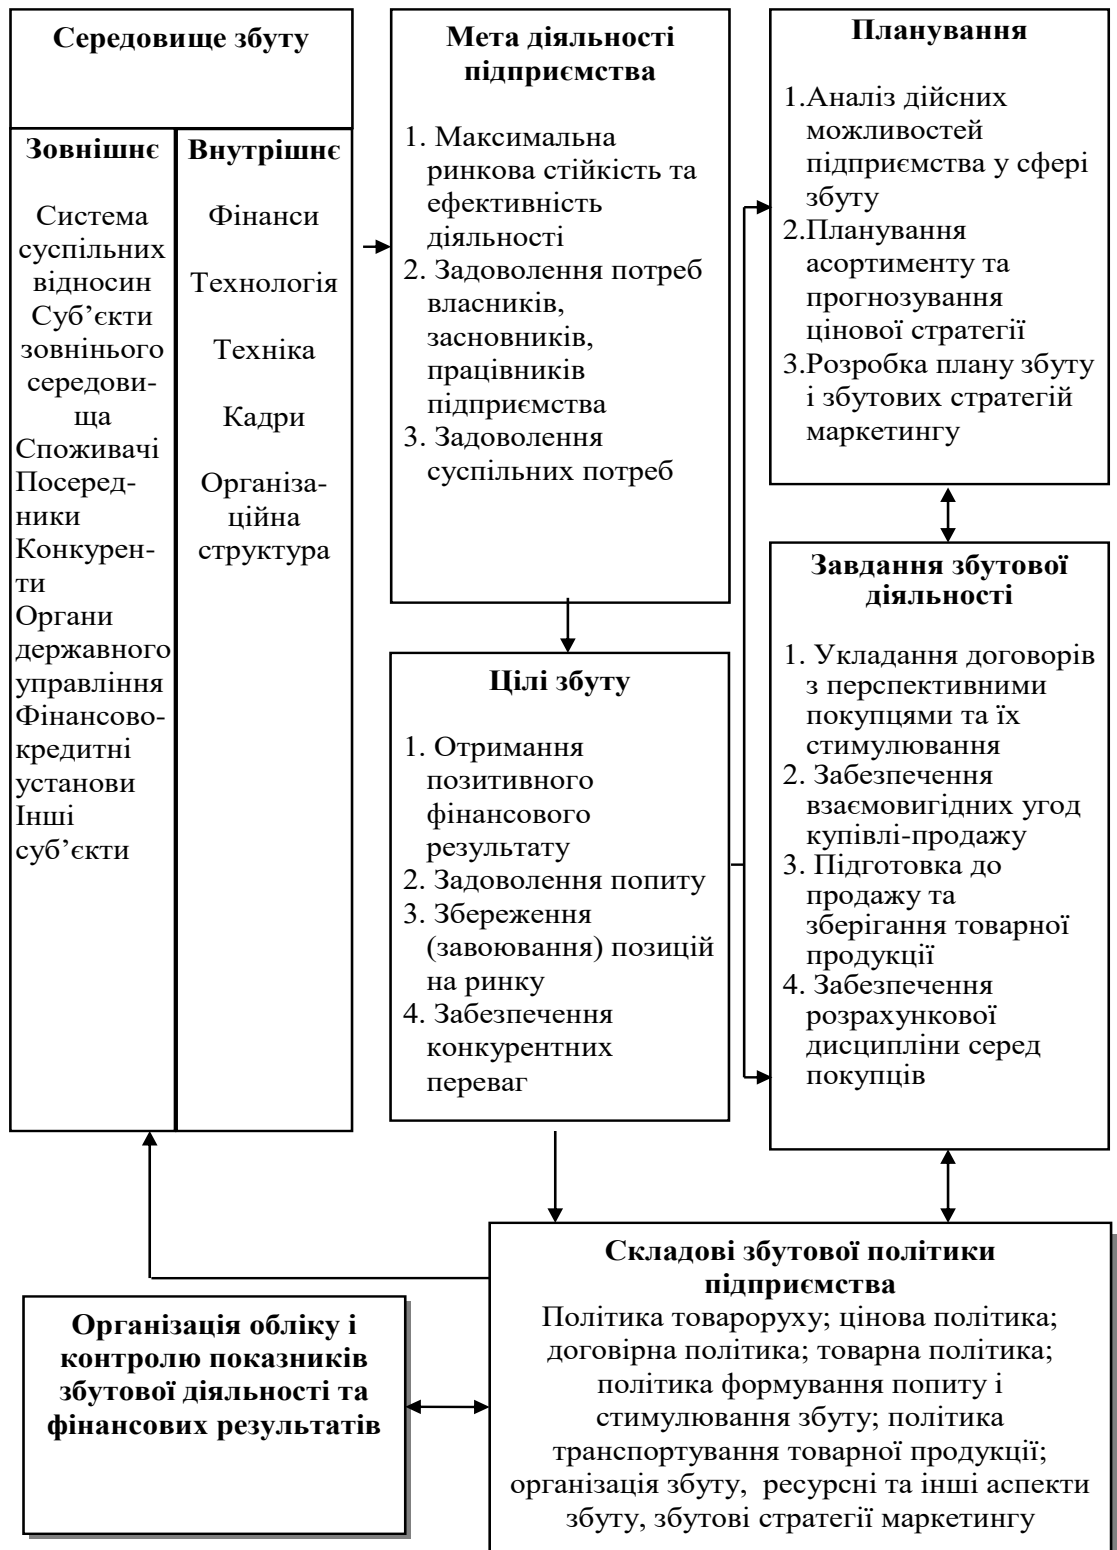 Середовище збуту
Зовнішнє
Система
суспільних
відносин
Суб’єкти
зовнінього
середови-
ща
Споживачі
Посеред-
ники
Конкурен-
ти
Органи
державного
управління
Фінансово-
кредитні
установи
Інші
суб’єкти
Внутрішнє
Фінанси
Технологія
Техніка
Кадри
Організа-
ційна
структура
Мета діяльності
підприємства
1. Максимальна
ринкова стійкість та
ефективність
діяльності
2. Задоволення потреб
власників,
засновників,
працівників
підприємства
3. Задоволення
суспільних потреб
Цілі збуту
1. Отримання
позитивного
фінансового
результату
2. Задоволення попиту
3. Збереження
(завоювання) позицій
на ринку
4. Забезпечення
конкурентних
переваг
Планування
1.Аналіз дійсних
можливостей
підприємства у сфері
збуту
2.Планування
асортименту та
прогнозування
цінової стратегії
3.Розробка плану збуту
і збутових стратегій
маркетингу
Завдання збутової
діяльності
1. Укладання договорів
з перспективними
покупцями та їх
стимулювання
2. Забезпечення
взаємовигідних угод
купівлі-продажу
3. Підготовка до
продажу та
зберігання товарної
продукції
4. Забезпечення
розрахункової
дисципліни серед
покупців
Складові збутової політики
підприємства
Політика товароруху; цінова політика;
договірна політика; товарна політика;
політика формування попиту і
стимулювання збуту; політика
транспортування товарної продукції;
організація збуту, ресурсні та інші аспекти
збуту, збутові стратегії маркетингу
Організація обліку і
контролю показників
збутової діяльності та
фінансових результатів